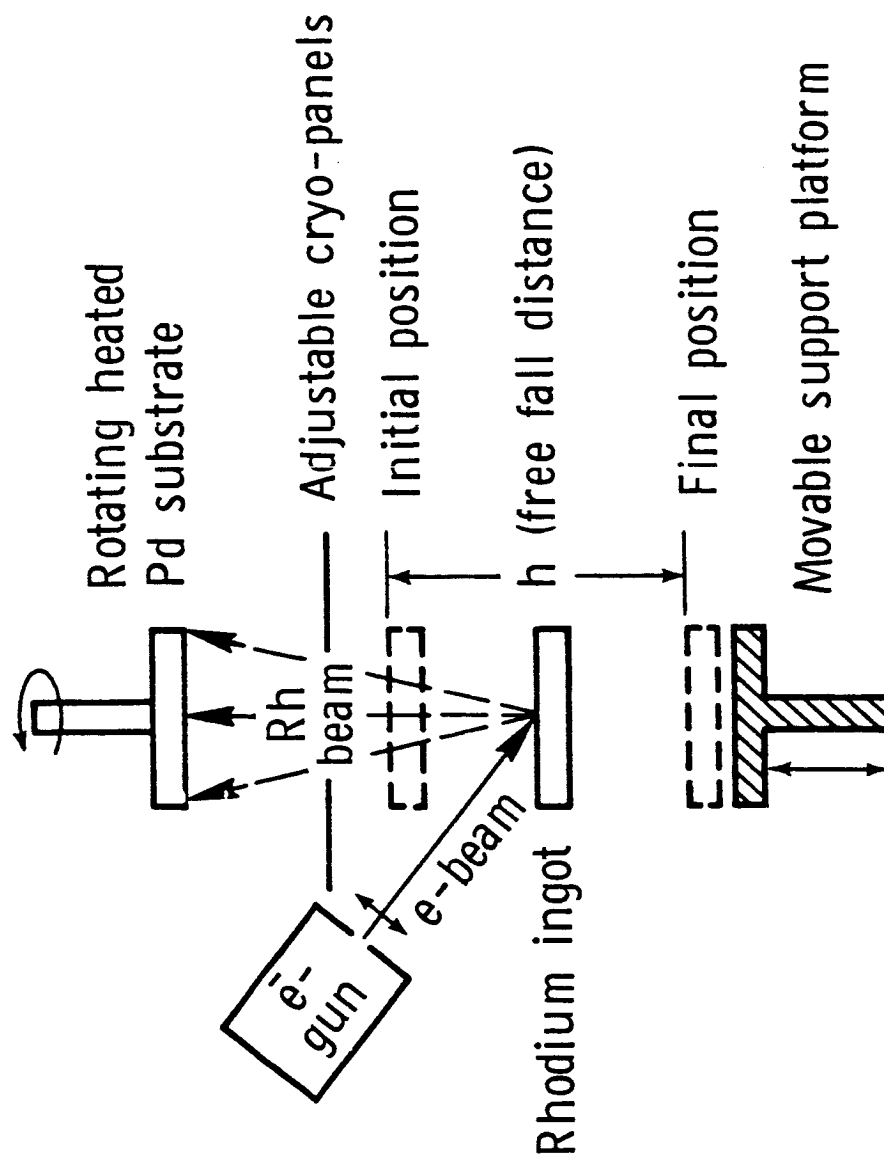 Rotating heated
Pd substrate
Adjustable cryo-panels
Rh
beam
Initial position
ē-
gun
e-beam
h (free fall distance)
Rhodium ingot
Final position
Movable support platform